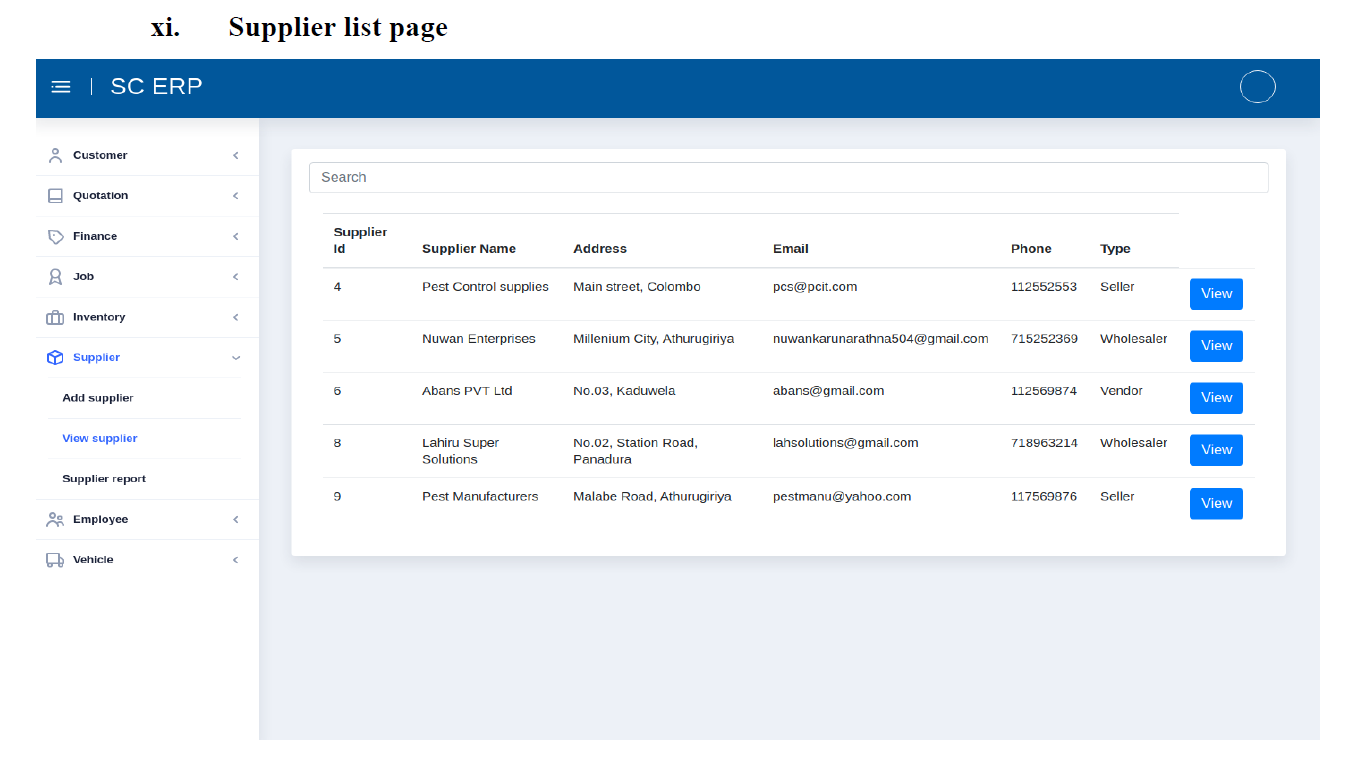 xi. Supplier list page
SC ERP
Customer
Quotation
Finance
Job
Inventory
Supplier
Add supplier
View supplier
Supplier report
Employee
Vehicle
Search
Supplier
Id Supplier Name Address Email Phone Type
4 Pest Control supplies Main street, Colombo pcs@pcit.com 112552553 Seller View
5 Nuwan Enterprises Millenium City, Athurugiriya nuwankarunarathna504@gmail.com 715252369 Wholesaler View
6 Abans PVT Ltd No.03, Kaduwela abans@gmail.com 112569874 Vendor View
8 Lahiru Super No.02, Station Road, lahsolutions@gmail.com 718963214 Wholesaler View
Solutions Panadura
9 Pest Manufacturers Malabe Road, Athurugiriya pestmanu@yahoo.com 117569876 Seller View